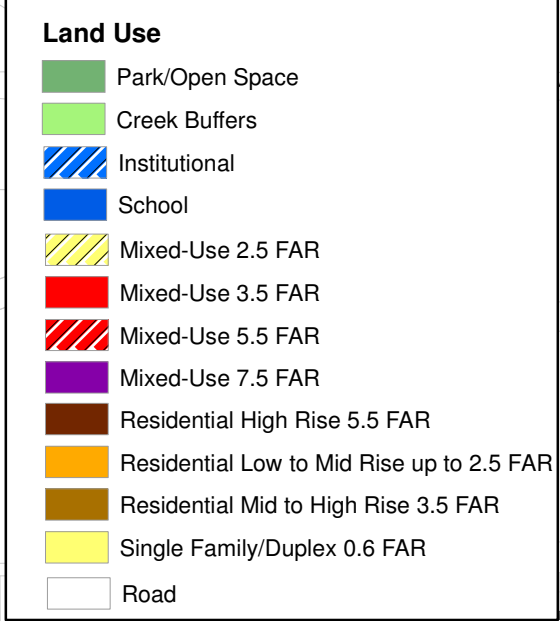 Land Use
Park/Open Space
Creek Buffers
Institutional
School
Mixed-Use 2.5 FAR
Mixed-Use 3.5 FAR
Mixed-Use 5.5 FAR
Mixed-Use 7.5 FAR
Residential High Rise 5.5 FAR
Residential Low to Mid Rise up to 2.5 FAR
Residential Mid to High Rise 3.5 FAR
Single Family/Duplex 0.6 FAR
Road